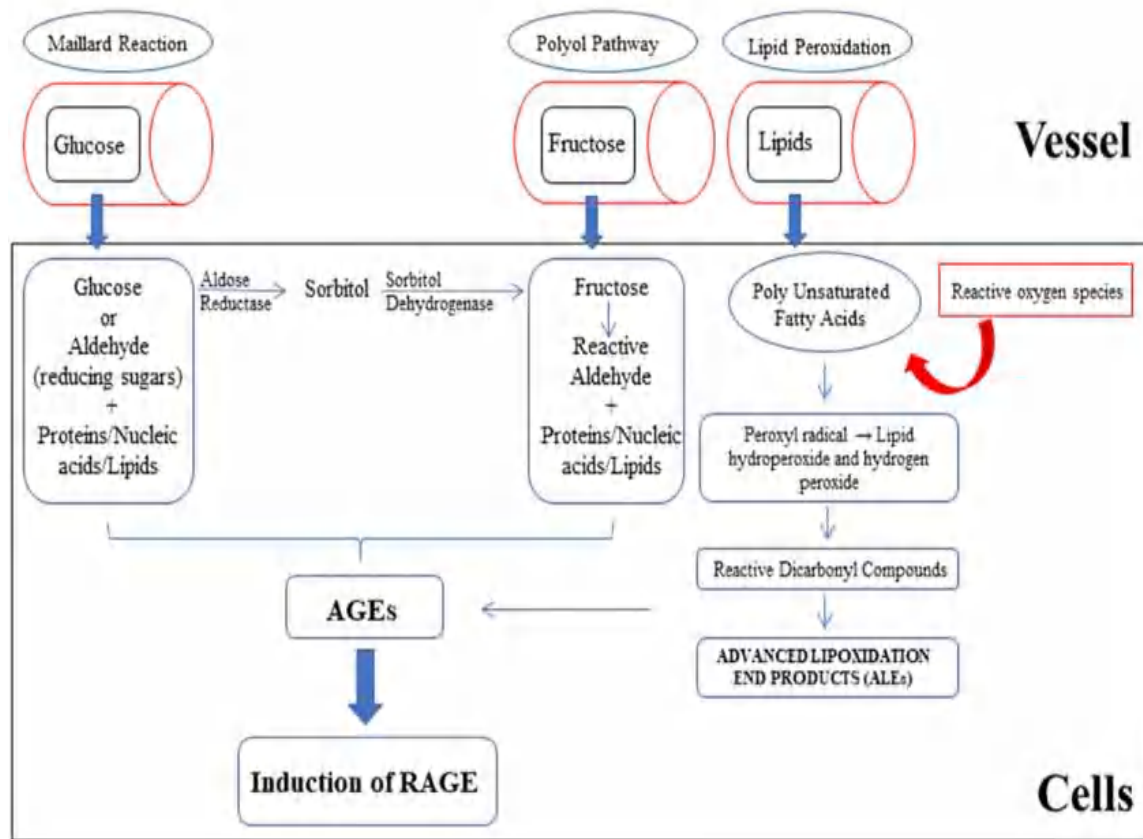 Maillard Reaction
Polyol Pathway
Lipid Peroxidation
Glucose
Fructose
Lipids
Vessel
Glucose
or
Aldehyde
(reducing sugars)
+
Proteins/Nucleic
acids/Lipids
Aldose
Reductase
Sorbitol
Sorbitol
Dehydrogenase
Fructose
Reactive
Aldehyde
+
Proteins/Nucleic
acids/Lipids
Poly Unsaturated
Fatty Acids
Reactive oxygen species
Peroxyl radical → Lipid
hydroperoxide and hydrogen
peroxide
Reactive Dicarbonyl Compounds
AGEs
ADVANCED LIPOXIDATION
END PRODUCTS (ALEs)
Induction of RAGE
Cells